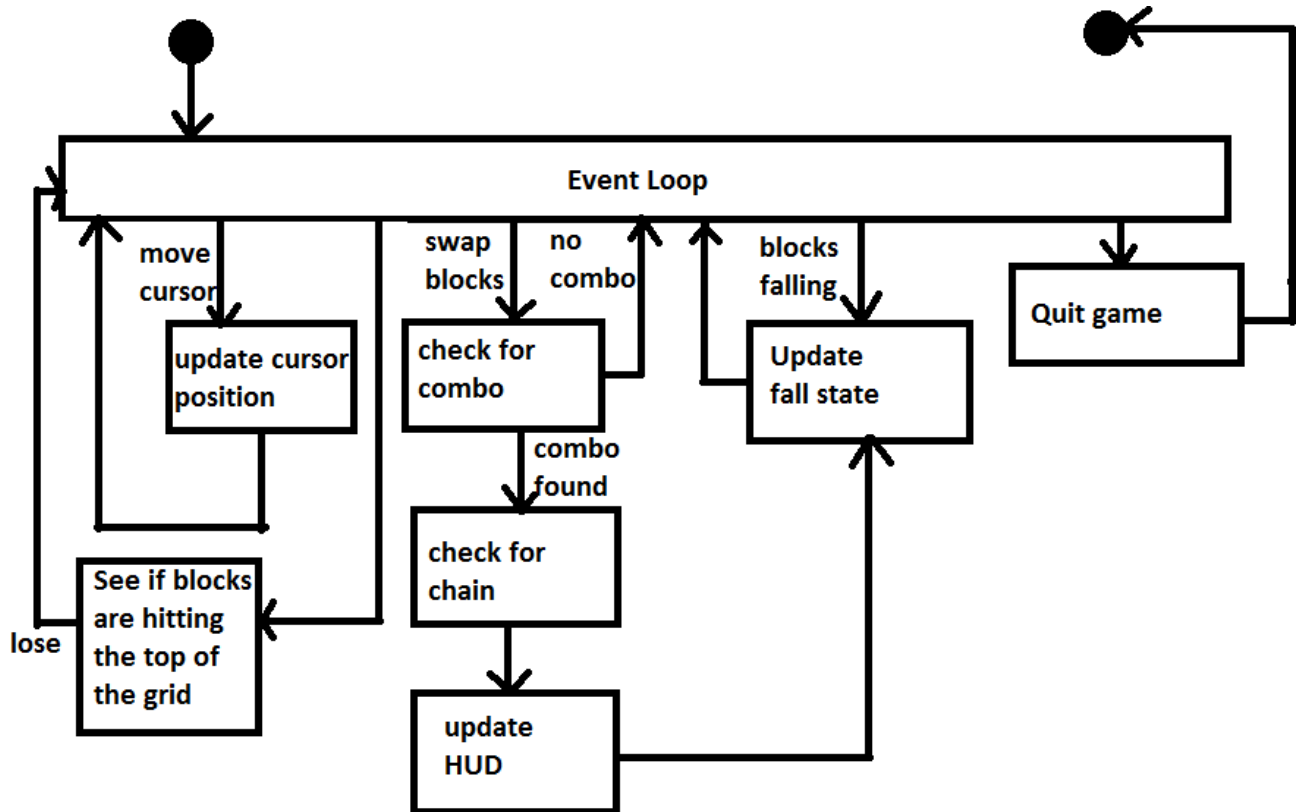 Event Loop
move
cursor
swap
blocks
no
combo
blocks
falling
Quit game
update cursor
position
check for
combo
Update
fall state
combo
found
check for
chain
See if blocks
are hitting
the top of
the grid
lose
update
HUD